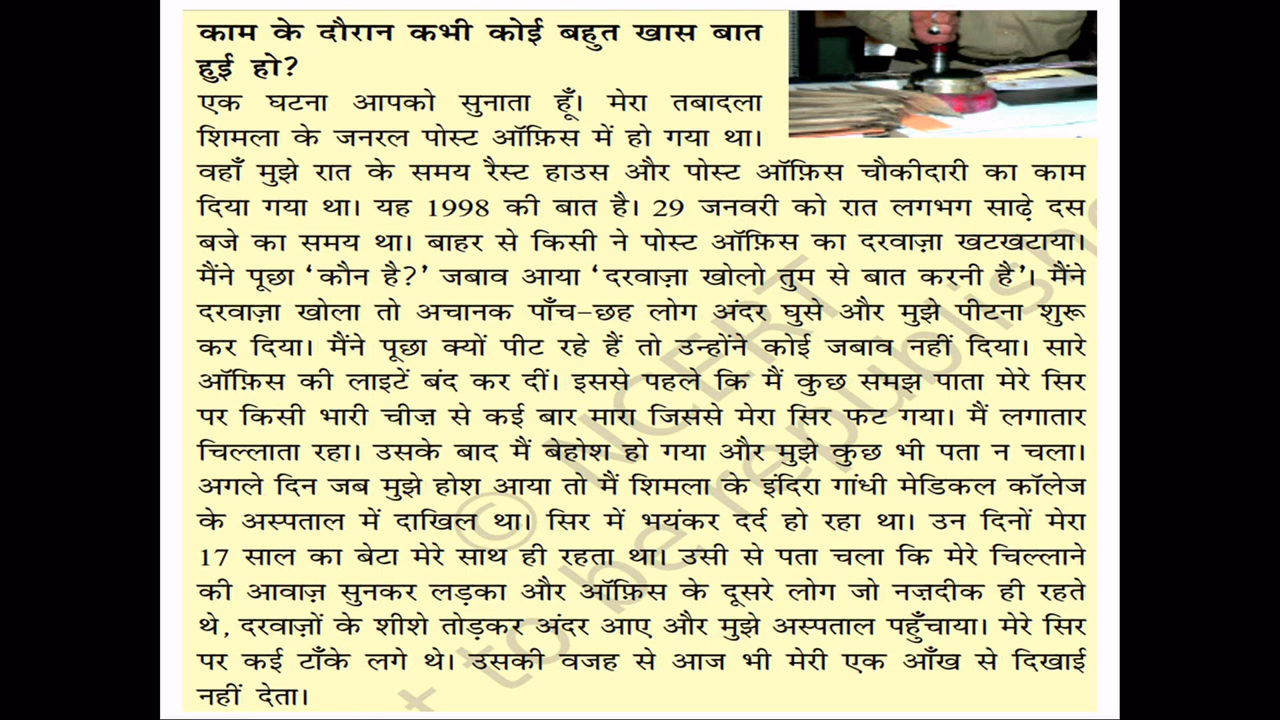 काम के दौरान कभी कोई बहुत खास बात
हुई हो?
एक घटना आपको सुनाता हूँ। मेरा तबादला
शिमला के जनरल पोस्ट ऑफ़िस में हो गया था।
वहाँ मुझे रात के समय रैस्ट हाउस और पोस्ट ऑफ़िस चौकीदारी का काम
दिया गया था। यह 1998 की बात है। 29 जनवरी को रात लगभग साढ़े दस
बजे का समय था। बाहर से किसी ने पोस्ट ऑफ़िस का दरवाज़ा खटखटाया।
मैंने पूछा ‘कौन है?’ जबाव आया ‘दरवाज़ा खोलो तुम से बात करनी है’। मैंने
दरवाज़ा खोला तो अचानक पाँच-छह लोग अंदर घुसे और मुझे पीटना शुरू
कर दिया। मैंने पूछा क्यों पीट रहे हैं तो उन्होंने कोई जबाव नहीं दिया। सारे
ऑफ़िस की लाइटें बंद कर दीं। इससे पहले कि मैं कुछ समझ पाता मेरे सिर
पर किसी भारी चीज़ से कई बार मारा जिससे मेरा सिर फट गया। मैं लगातार
चिल्लाता रहा। उसके बाद मैं बेहोश हो गया और मुझे कुछ भी पता न चला।
अगले दिन जब मुझे होश आया तो मैं शिमला के इंदिरा गांधी मेडिकल कॉलेज
के अस्पताल में दाखिल था। सिर में भयंकर दर्द हो रहा था। उन दिनों मेरा
17 साल का बेटा मेरे साथ ही रहता था। उसी से पता चला कि मेरे चिल्लाने
की आवाज़ सुनकर लड़का और ऑफ़िस के दूसरे लोग जो नज़दीक ही रहते
थे, दरवाज़ों के शीशे तोड़कर अंदर आए और मुझे अस्पताल पहुँचाया। मेरे सिर
पर कई टाँके लगे थे। उसकी वजह से आज भी मेरी एक आँख से दिखाई
नहीं देता।
© NCERT
t to be republishe